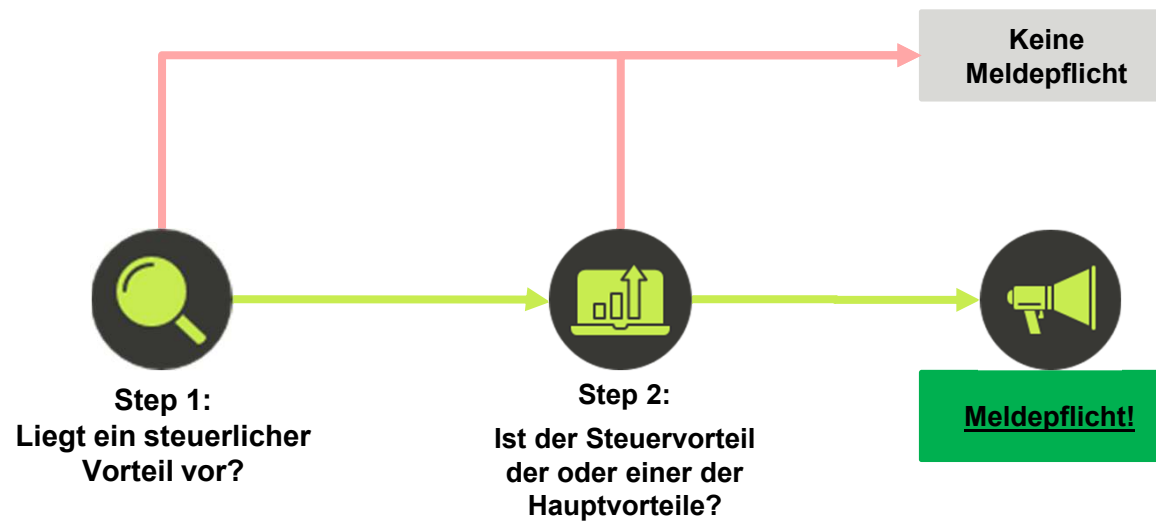 Keine
Meldepflicht
Step 1:
Liegt ein steuerlicher
Vorteil vor?
Step 2:
Ist der Steuervorteil
der oder einer der
Hauptvorteile?
Meldepflicht!